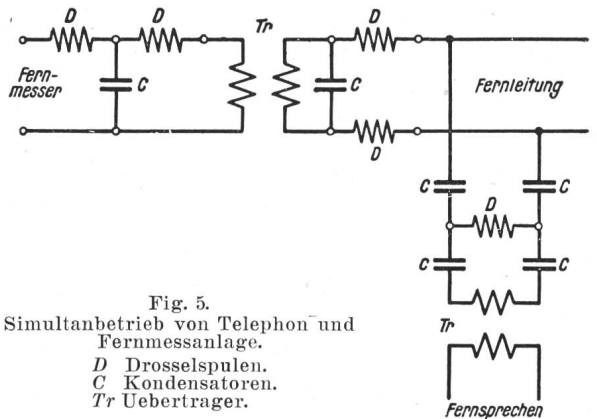 D D Tr D
Fern-
messer
C C
Fernleitung
D
C D C
C C
Tr
Fernsprechen
Fig. 5.
Simultanbetrieb von Telephon und
Fernmessanlage.
D Drosselspulen.
C Kondensatoren.
Tr Uebertrager.